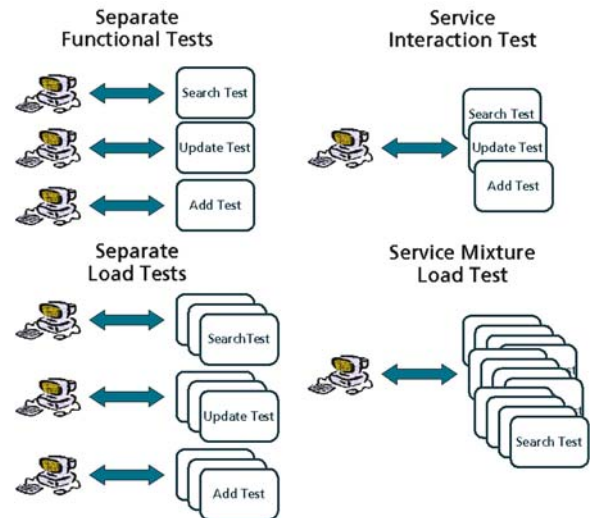 Separate
Functional Tests
Search Test
Update Test
Add Test
Service
Interaction Test
Search Test
Update Test
Add Test
Separate
Load Tests
SearchTest
Update Test
Add Test
Service Mixture
Load Test
Search Test